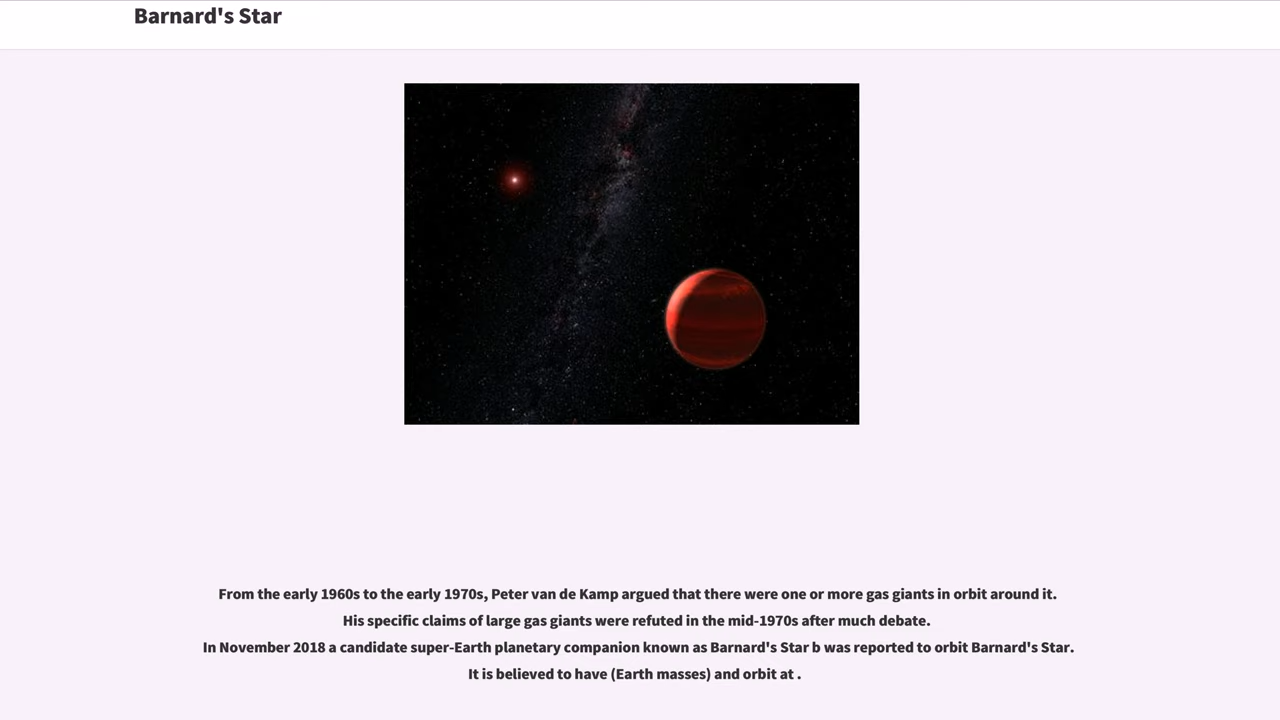 Barnard's Star
From the early 1960s to the early 1970s, Peter van de Kamp argued that there were one or more gas giants in orbit around it.
His specific claims of large gas giants were refuted in the mid-1970s after much debate.
In November 2018 a candidate super-Earth planetary companion known as Barnard's Star b was reported to orbit Barnard's Star.
It is believed to have (Earth masses) and orbit at .